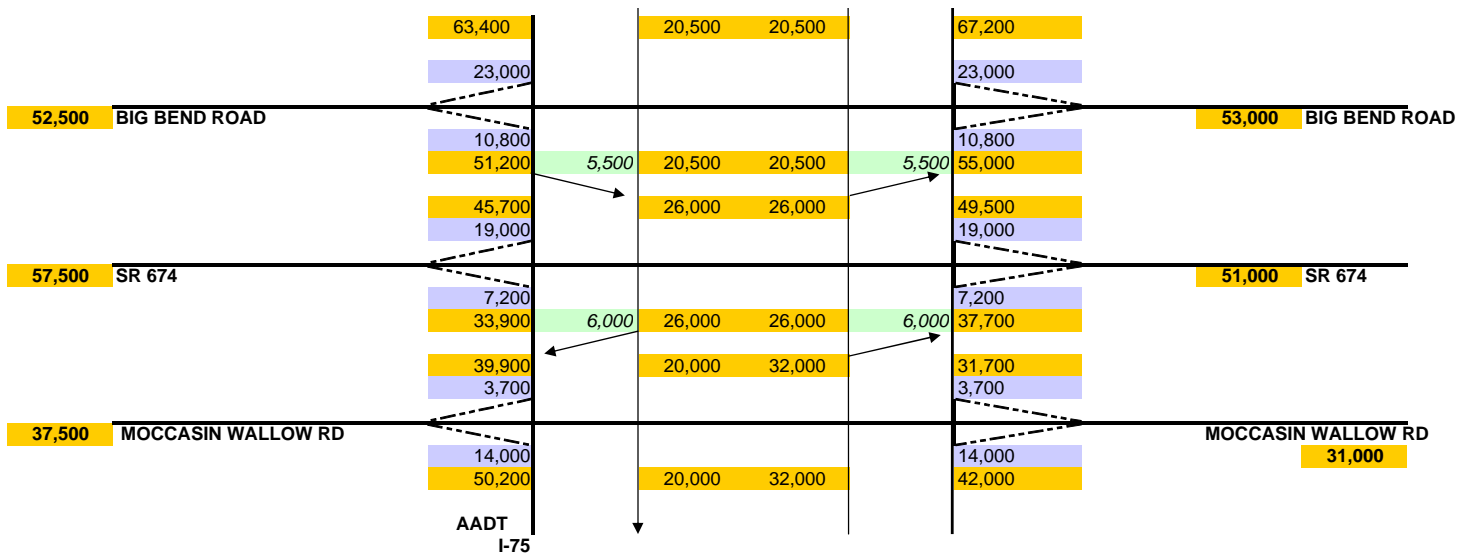 63,400 20,500 20,500 67,200
23,000 23,000
52,500 BIG BEND ROAD 53,000 BIG BEND ROAD
10,800 10,800
51,200 5,500 20,500 20,500 5,500 55,000
45,700 26,000 26,000 49,500
19,000 19,000
57,500 SR 674 51,000 SR 674
7,200 7,200
33,900 6,000 26,000 26,000 6,000 37,700
39,900 20,000 32,000 31,700
3,700 3,700
37,500 MOCCASIN WALLOW RD MOCCASIN WALLOW RD
14,000 14,000 31,000
50,200 20,000 32,000 42,000
AADT
I-75